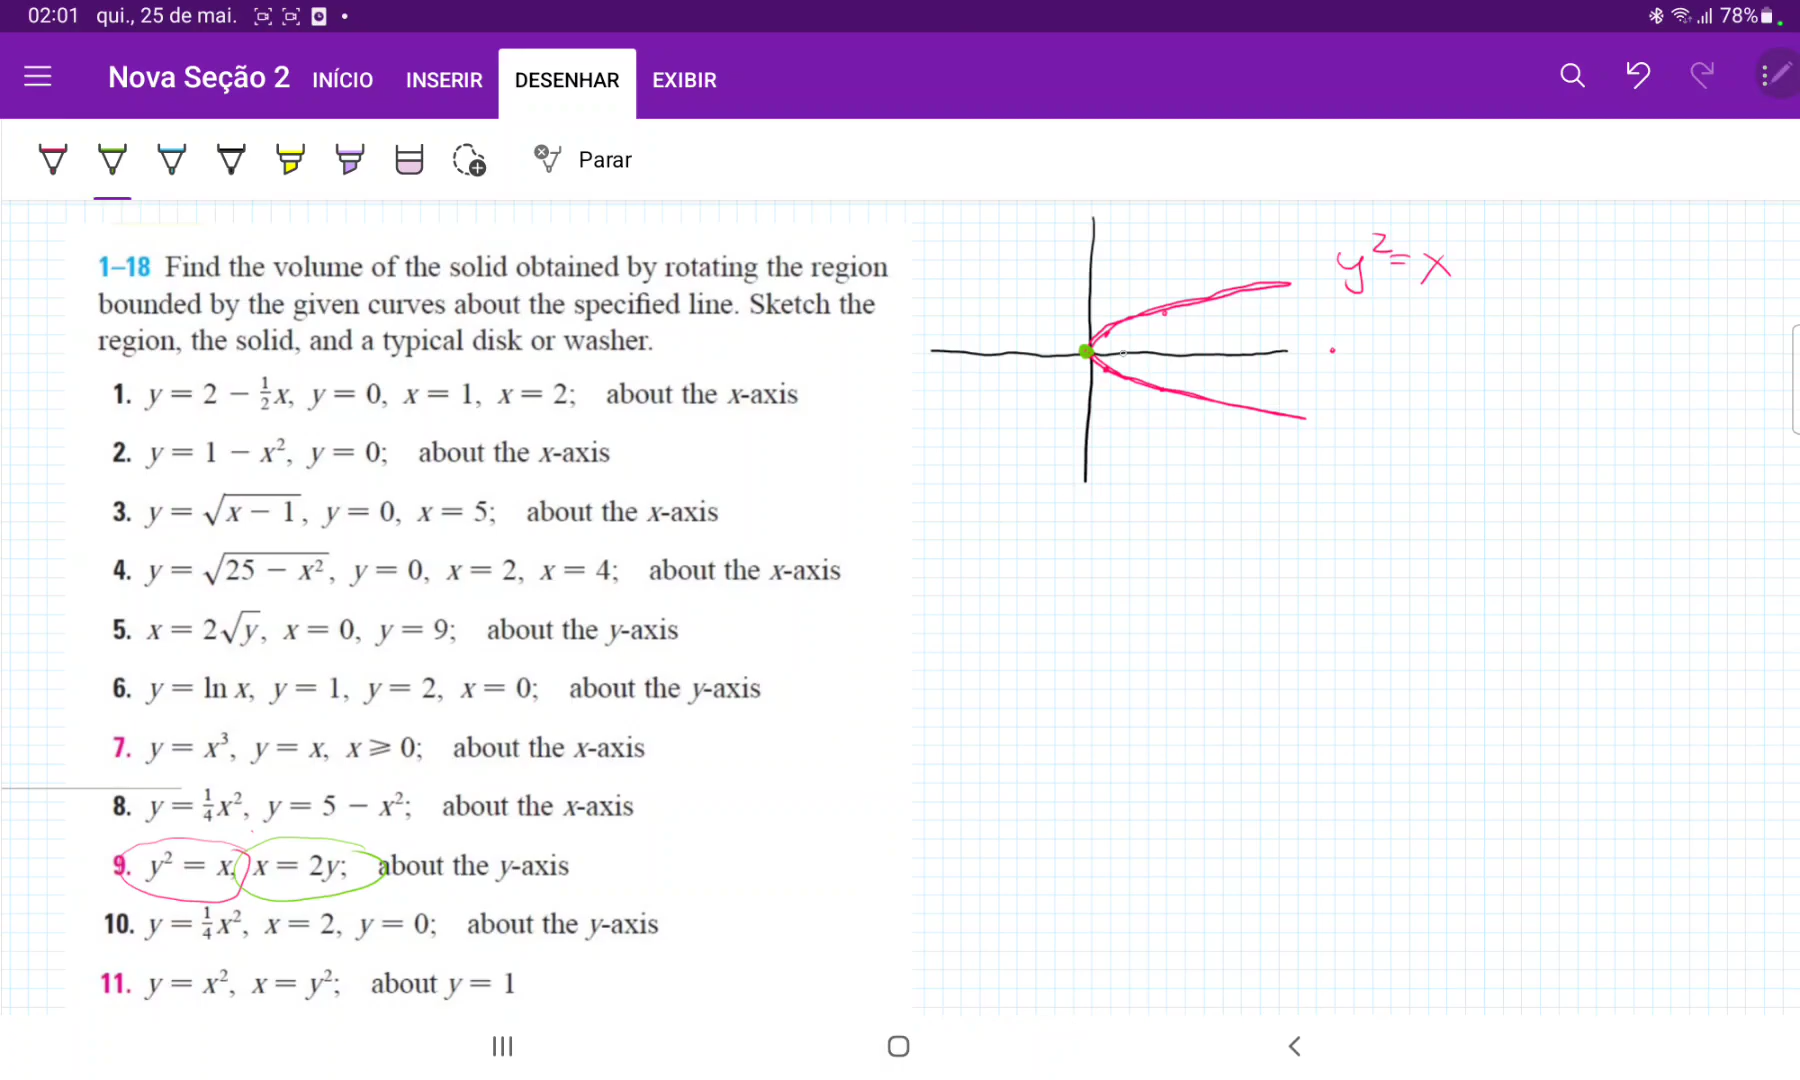 02:01 qui., 25 de mai. • 78%
Nova Seção 2 INÍCIO INSERIR DESENHAR EXIBIR
Parar
y² = x
1–18 Find the volume of the solid obtained by rotating the region
bounded by the given curves about the specified line. Sketch the
region, the solid, and a typical disk or washer.
1. y = 2 − ½x, y = 0, x = 1, x = 2; about the x-axis
2. y = 1 − x², y = 0; about the x-axis
3. y = √(x − 1), y = 0, x = 5; about the x-axis
4. y = √(25 − x²), y = 0, x = 2, x = 4; about the x-axis
5. x = 2√y, x = 0, y = 9; about the y-axis
6. y = ln x, y = 1, y = 2, x = 0; about the y-axis
7. y = x³, y = x, x ⩾ 0; about the x-axis
8. y = ¼x², y = 5 − x²; about the x-axis
9. y² = x, x = 2y; about the y-axis
10. y = ¼x², x = 2, y = 0; about the y-axis
11. y = x², x = y²; about y = 1